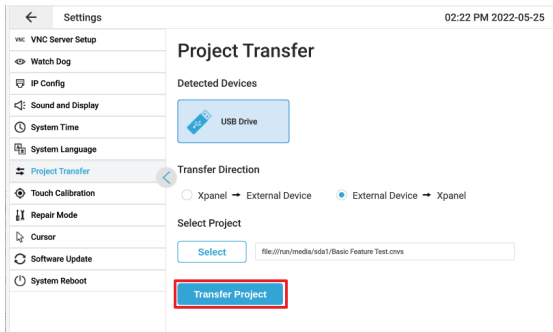 Settings
02:22 PM 2022-05-25
VNC VNC Server Setup
Watch Dog
IP Config
Sound and Display
System Time
System Language
Project Transfer
Touch Calibration
Repair Mode
Cursor
Software Update
System Reboot
Project Transfer
Detected Devices
USB Drive
Transfer Direction
Xpanel → External Device
External Device → Xpanel
Select Project
Select
file:///run/media/sda1/Basic Feature Test.cnvs
Transfer Project